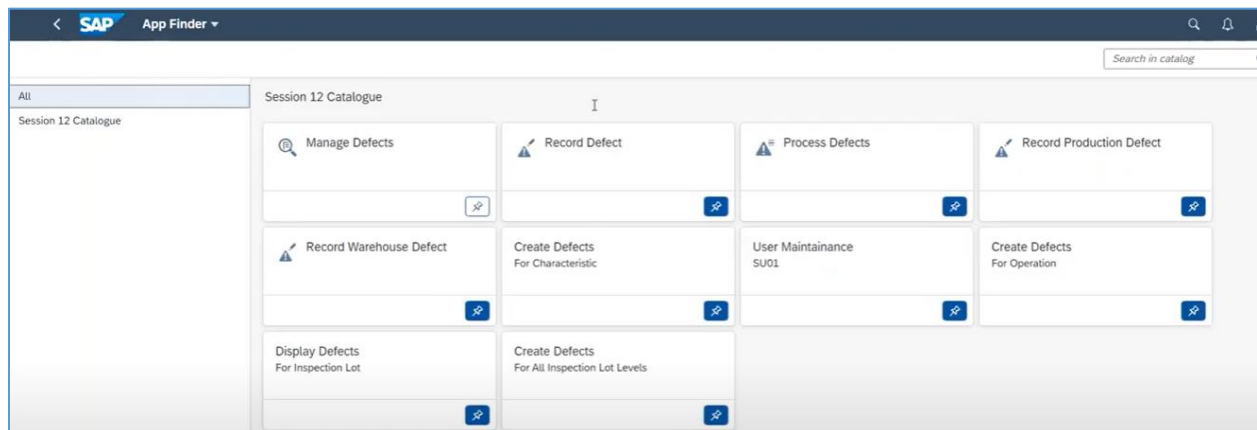 SAP App Finder
Search in catalog
All
Session 12 Catalogue
Session 12 Catalogue
Manage Defects
Record Defect
Process Defects
Record Production Defect
Record Warehouse Defect
Create Defects
For Characteristic
User Maintainance
SU01
Create Defects
For Operation
Display Defects
For Inspection Lot
Create Defects
For All Inspection Lot Levels